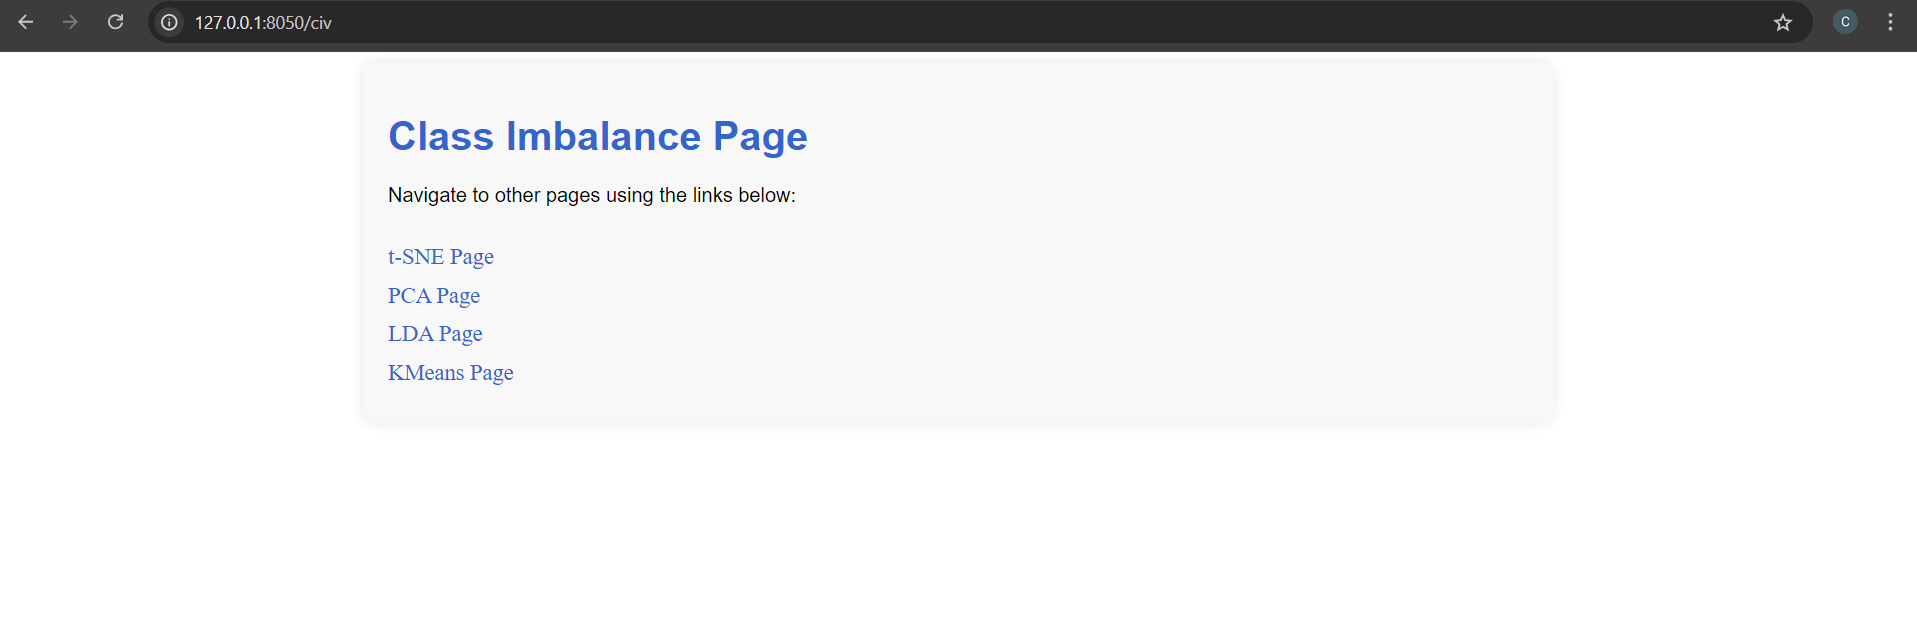 127.0.0.1:8050/civ
C
Class Imbalance Page
Navigate to other pages using the links below:
t-SNE Page
PCA Page
LDA Page
KMeans Page